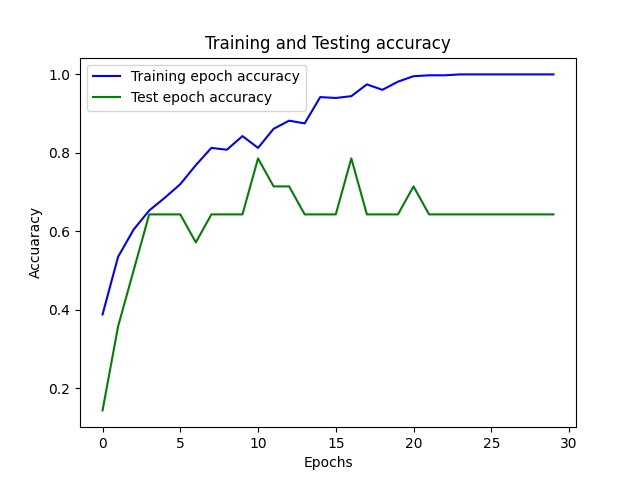 Training and Testing accuracy
Training epoch accuracy
Test epoch accuracy
1.0
0.8
0.6
0.4
0.2
Accuaracy
0 5 10 15 20 25 30
Epochs